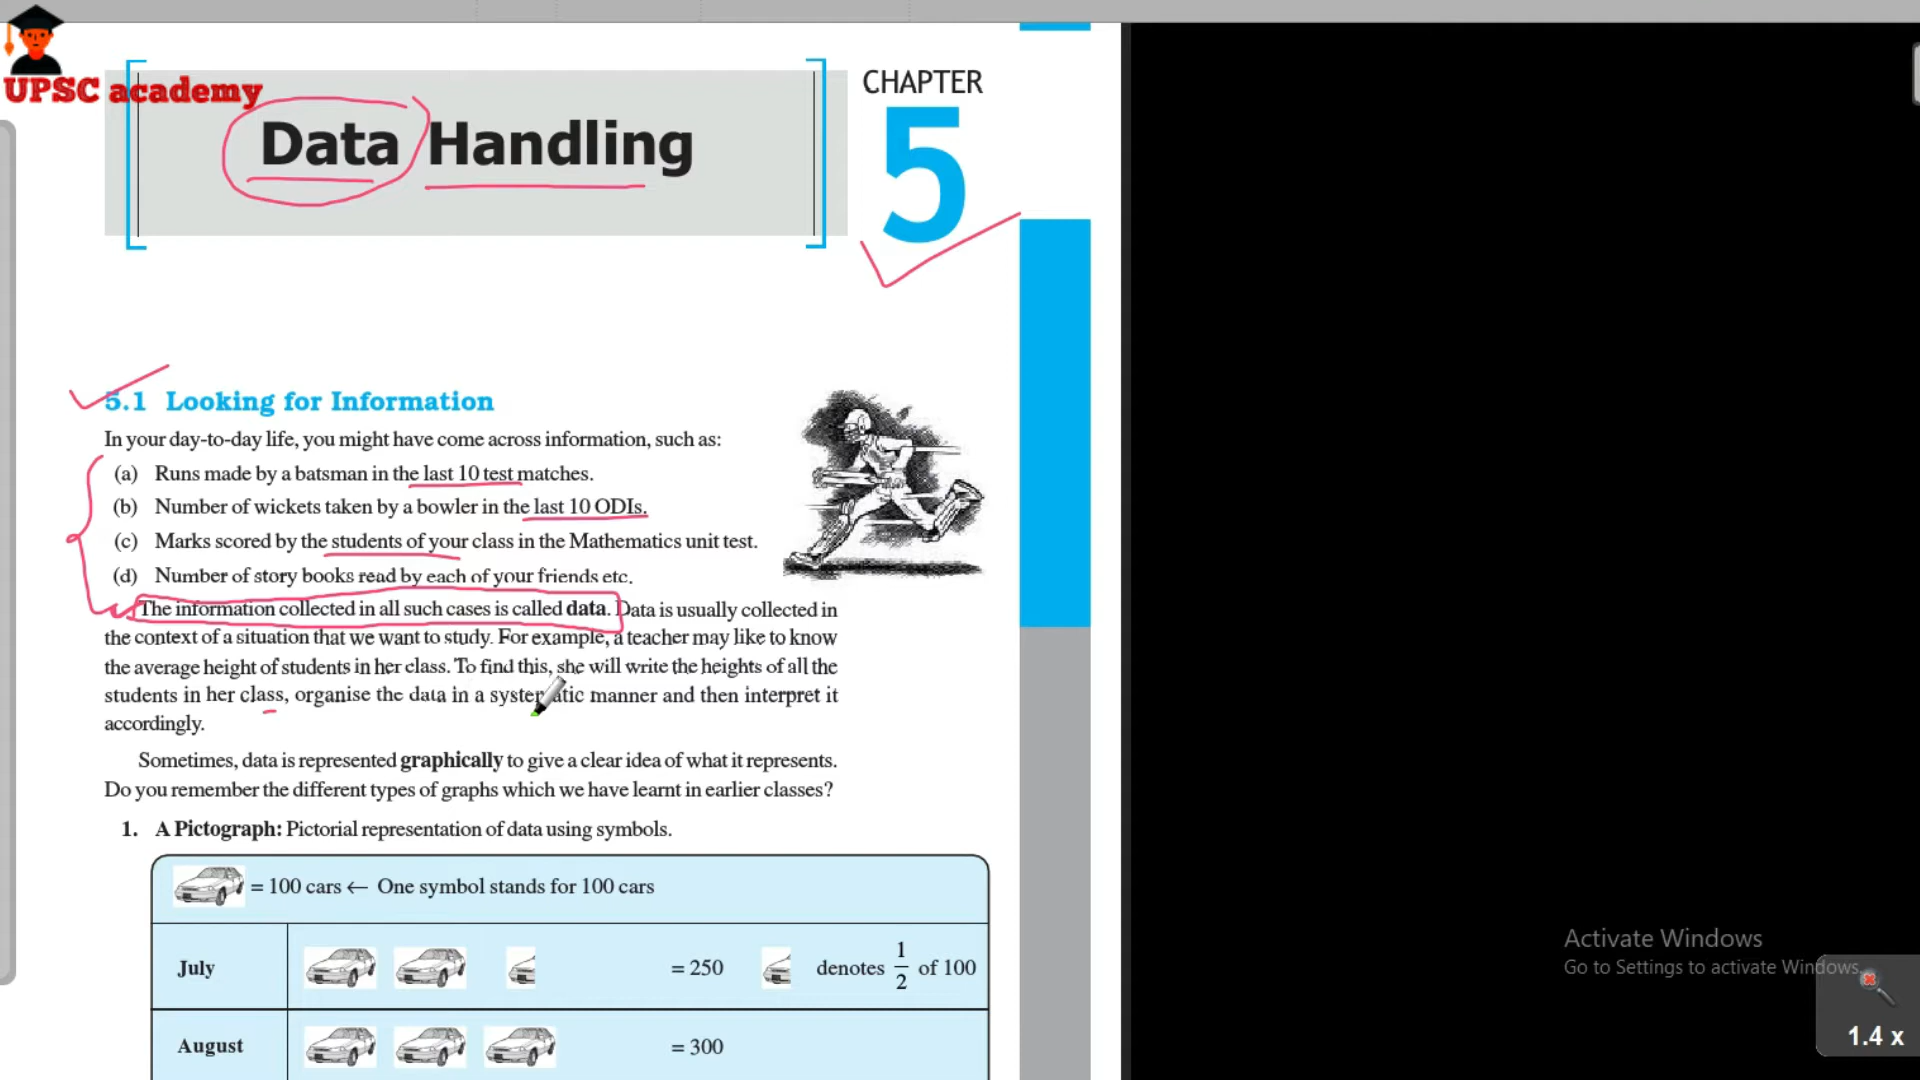 UPSC academy
Data Handling
CHAPTER
5
5.1 Looking for Information
In your day-to-day life, you might have come across information, such as:
(a) Runs made by a batsman in the last 10 test matches.
(b) Number of wickets taken by a bowler in the last 10 ODIs.
(c) Marks scored by the students of your class in the Mathematics unit test.
(d) Number of story books read by each of your friends etc.
The information collected in all such cases is called data. Data is usually collected in
the context of a situation that we want to study. For example, a teacher may like to know
the average height of students in her class. To find this, she will write the heights of all the
students in her class, organise the data in a systematic manner and then interpret it
accordingly.
Sometimes, data is represented graphically to give a clear idea of what it represents.
Do you remember the different types of graphs which we have learnt in earlier classes?
1. A Pictograph: Pictorial representation of data using symbols.
= 100 cars ← One symbol stands for 100 cars
July = 250 denotes 1/2 of 100
August = 300
Activate Windows
Go to Settings to activate Windows.
1.4 x